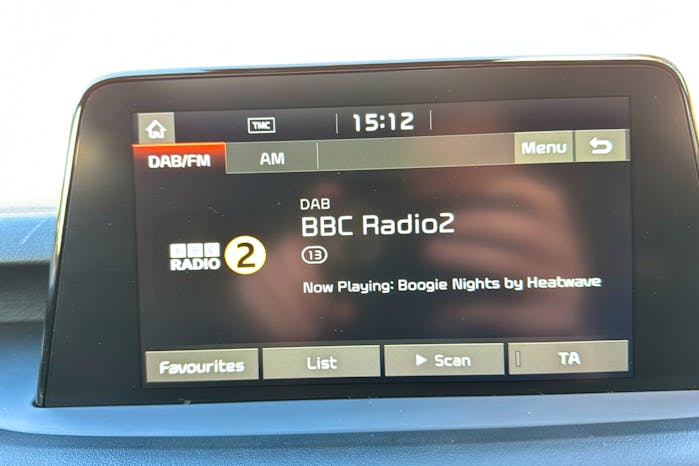 TMC
15:12
DAB/FM
AM
Menu
DAB
BBC Radio2
13
BBC
RADIO 2
Now Playing: Boogie Nights by Heatwave
Favourites
List
Scan
TA